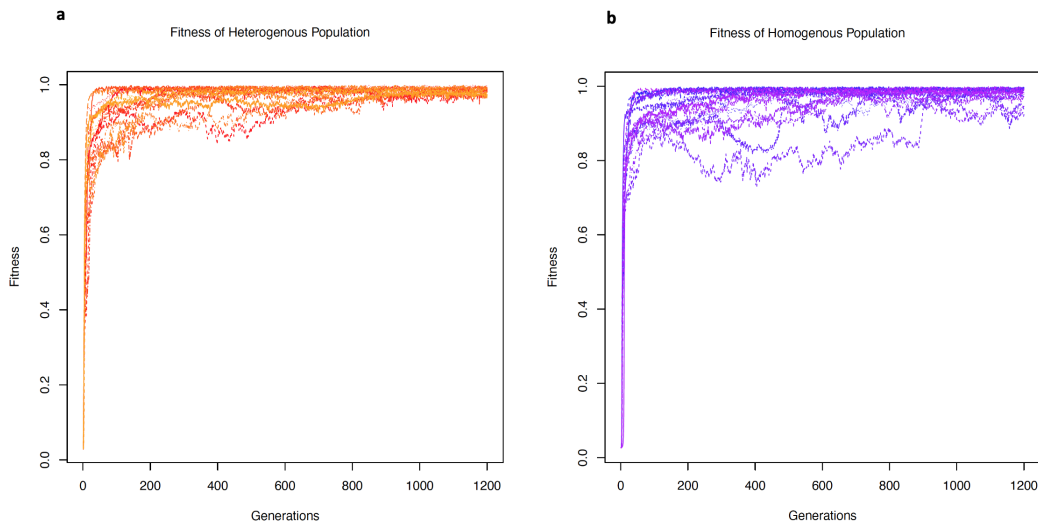 a
Fitness of Heterogenous Population
1.0
0.8
0.6
0.4
0.2
0.0
Fitness
0 200 400 600 800 1000 1200
Generations
b
Fitness of Homogenous Population
1.0
0.8
0.6
0.4
0.2
0.0
Fitness
0 200 400 600 800 1000 1200
Generations